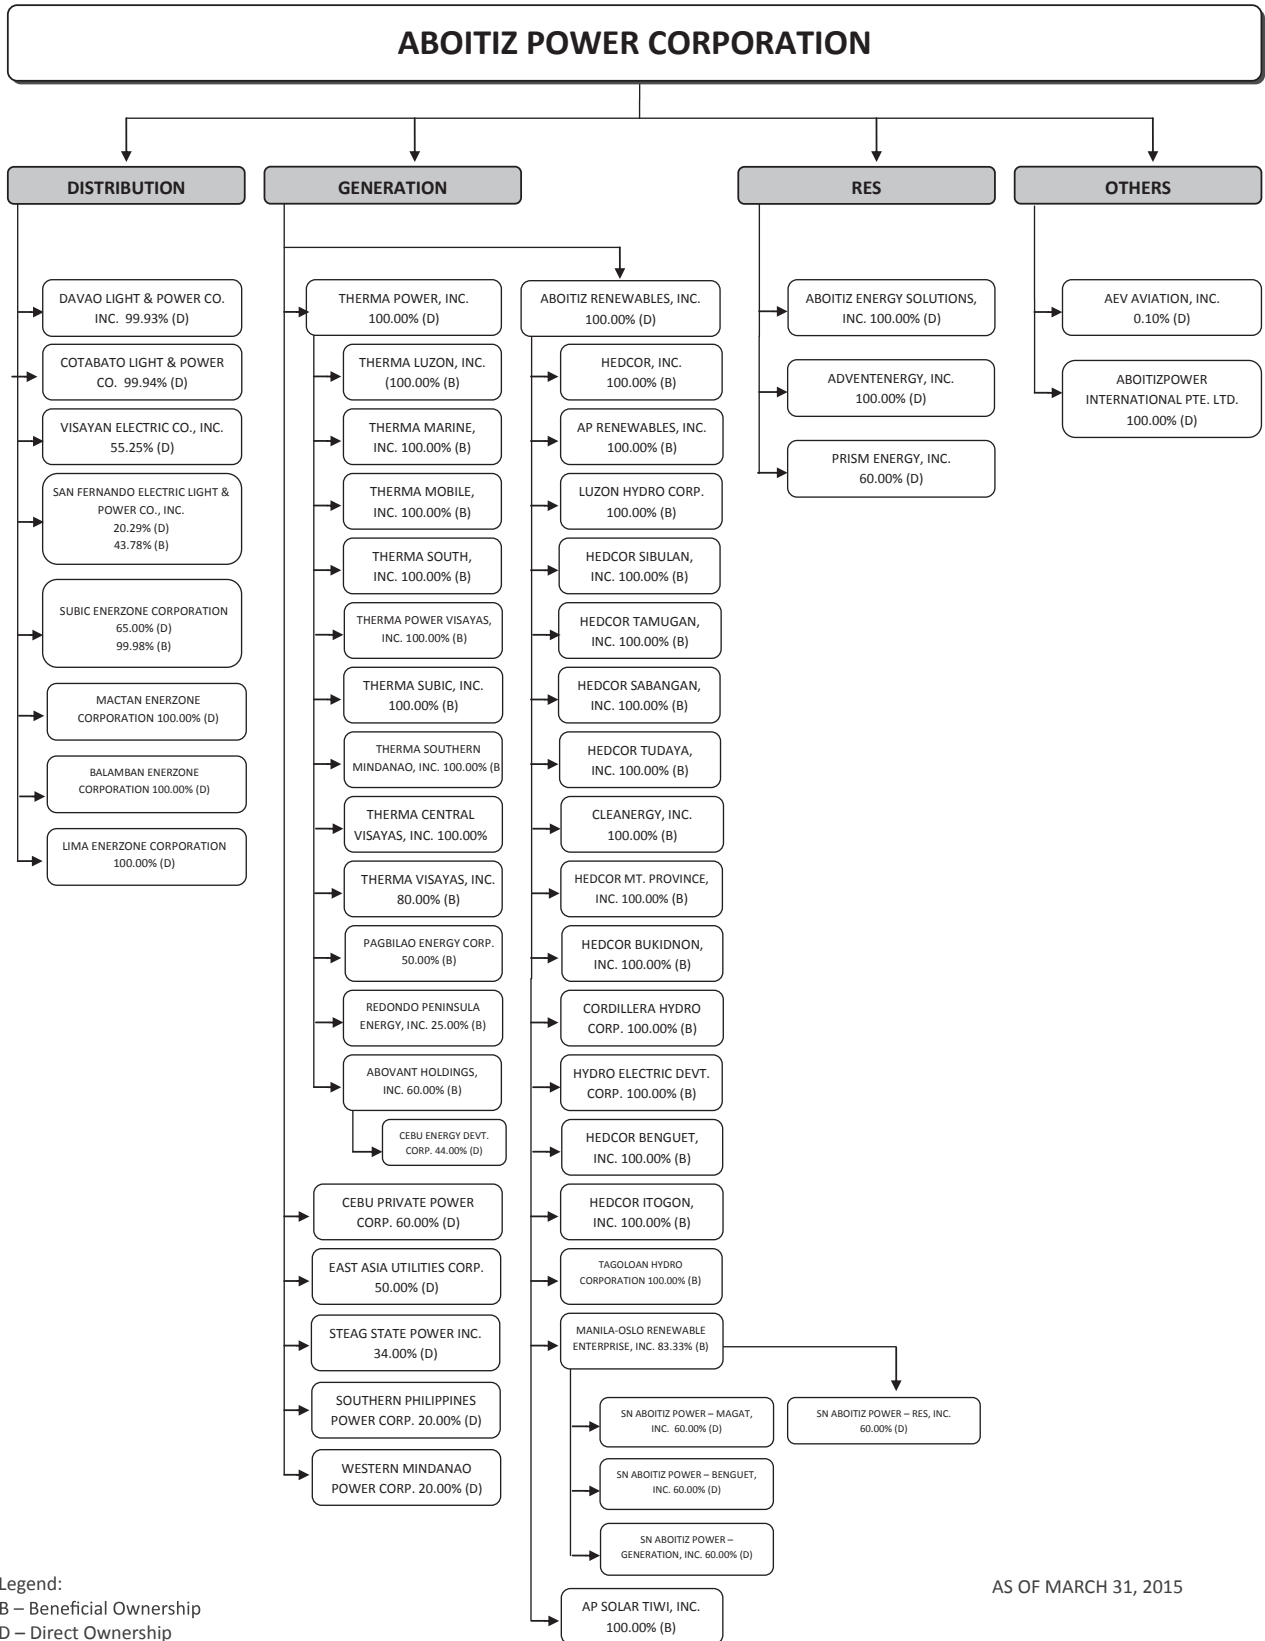 ABOITIZ POWER CORPORATION
DISTRIBUTION
DAVAO LIGHT & POWER CO.
INC. 99.93% (D)
COTABATO LIGHT & POWER
CO. 99.94% (D)
VISAYAN ELECTRIC CO., INC.
55.25% (D)
SAN FERNANDO ELECTRIC LIGHT &
POWER CO., INC.
20.29% (D)
43.78% (B)
SUBIC ENERZONE CORPORATION
65.00% (D)
99.98% (B)
MACTAN ENERZONE
CORPORATION 100.00% (D)
BALAMBAN ENERZONE
CORPORATION 100.00% (D)
LIMA ENERZONE CORPORATION
100.00% (D)
GENERATION
THERMA POWER, INC.
100.00% (D)
THERMA LUZON, INC.
(100.00% (B)
THERMA MARINE,
INC. 100.00% (B)
THERMA MOBILE,
INC. 100.00% (B)
THERMA SOUTH,
INC. 100.00% (B)
THERMA POWER VISAYAS,
INC. 100.00% (B)
THERMA SUBIC, INC.
100.00% (B)
THERMA SOUTHERN
MINDANAO, INC. 100.00% (B
THERMA CENTRAL
VISAYAS, INC. 100.00%
THERMA VISAYAS, INC.
80.00% (B)
PAGBILAO ENERGY CORP.
50.00% (B)
REDONDO PENINSULA
ENERGY, INC. 25.00% (B)
ABOVANT HOLDINGS,
INC. 60.00% (B)
CEBU ENERGY DEVT.
CORP. 44.00% (D)
CEBU PRIVATE POWER
CORP. 60.00% (D)
EAST ASIA UTILITIES CORP.
50.00% (D)
STEAG STATE POWER INC.
34.00% (D)
SOUTHERN PHILIPPINES
POWER CORP. 20.00% (D)
WESTERN MINDANAO
POWER CORP. 20.00% (D)
ABOITIZ RENEWABLES, INC.
100.00% (D)
HEDCOR, INC.
100.00% (B)
AP RENEWABLES, INC.
100.00% (B)
LUZON HYDRO CORP.
100.00% (B)
HEDCOR SIBULAN,
INC. 100.00% (B)
HEDCOR TAMUGAN,
INC. 100.00% (B)
HEDCOR SABANGAN,
INC. 100.00% (B)
HEDCOR TUDAYA,
INC. 100.00% (B)
CLEANERGY, INC.
100.00% (B)
HEDCOR MT. PROVINCE,
INC. 100.00% (B)
HEDCOR BUKIDNON,
INC. 100.00% (B)
CORDILLERA HYDRO
CORP. 100.00% (B)
HYDRO ELECTRIC DEVT.
CORP. 100.00% (B)
HEDCOR BENGUET,
INC. 100.00% (B)
HEDCOR ITOGON,
INC. 100.00% (B)
TAGOLOAN HYDRO
CORPORATION 100.00% (B)
MANILA-OSLO RENEWABLE
ENTERPRISE, INC. 83.33% (B)
SN ABOITIZ POWER – MAGAT,
INC. 60.00% (D)
SN ABOITIZ POWER – BENGUET,
INC. 60.00% (D)
SN ABOITIZ POWER –
GENERATION, INC. 60.00% (D)
SN ABOITIZ POWER – RES, INC.
60.00% (D)
AP SOLAR TIWI, INC.
100.00% (B)
RES
ABOITIZ ENERGY SOLUTIONS,
INC. 100.00% (D)
ADVENTENERGY, INC.
100.00% (D)
PRISM ENERGY, INC.
60.00% (D)
OTHERS
AEV AVIATION, INC.
0.10% (D)
ABOITIZPOWER
INTERNATIONAL PTE. LTD.
100.00% (D)
Legend:
B – Beneficial Ownership
D – Direct Ownership
AS OF MARCH 31, 2015